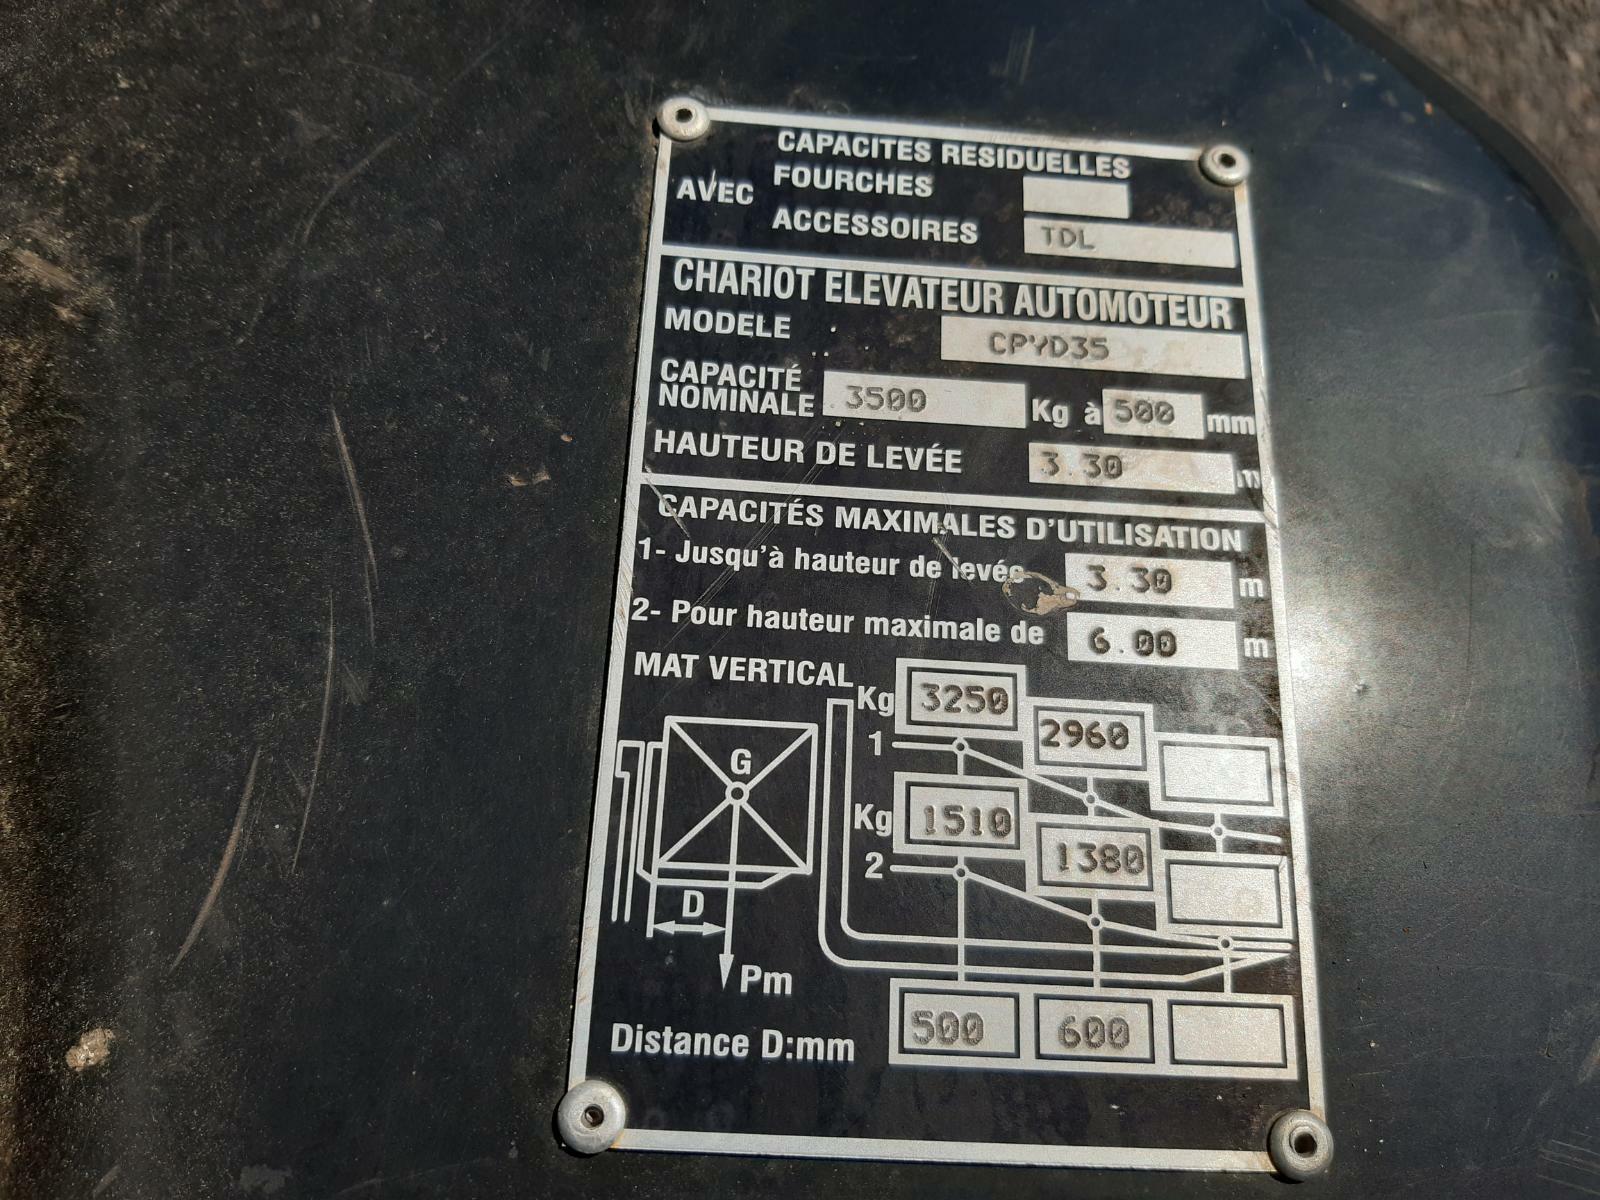 CAPACITES RESIDUELLES
AVEC FOURCHES
ACCESSOIRES TDL
CHARIOT ELEVATEUR AUTOMOTEUR
MODELE CPYD35
CAPACITÉ
NOMINALE 3500 Kg à 500 mm
HAUTEUR DE LEVÉE 3.30 m
CAPACITÉS MAXIMALES D'UTILISATION
1- Jusqu'à hauteur de levée 3.30 m
2- Pour hauteur maximale de 6.00 m
MAT VERTICAL
Kg 3250 2960
1
G
Kg 1510 1380
2
D
Pm
Distance D:mm 500 600